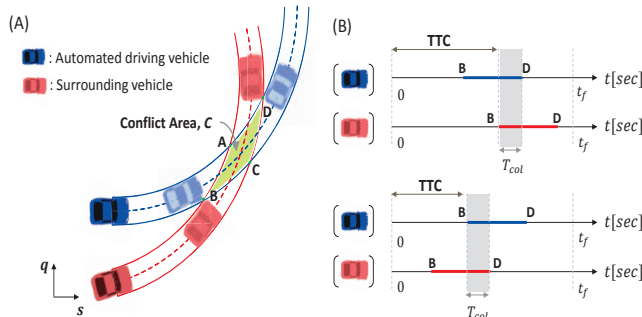 (A)
: Automated driving vehicle
: Surrounding vehicle
Conflict Area, C
A
D
C
B
q
s
(B)
TTC
B
D
t[sec]
0
t_f
B
D
t[sec]
0
t_f
T_col
TTC
B
D
t[sec]
0
t_f
B
D
t[sec]
0
t_f
T_col